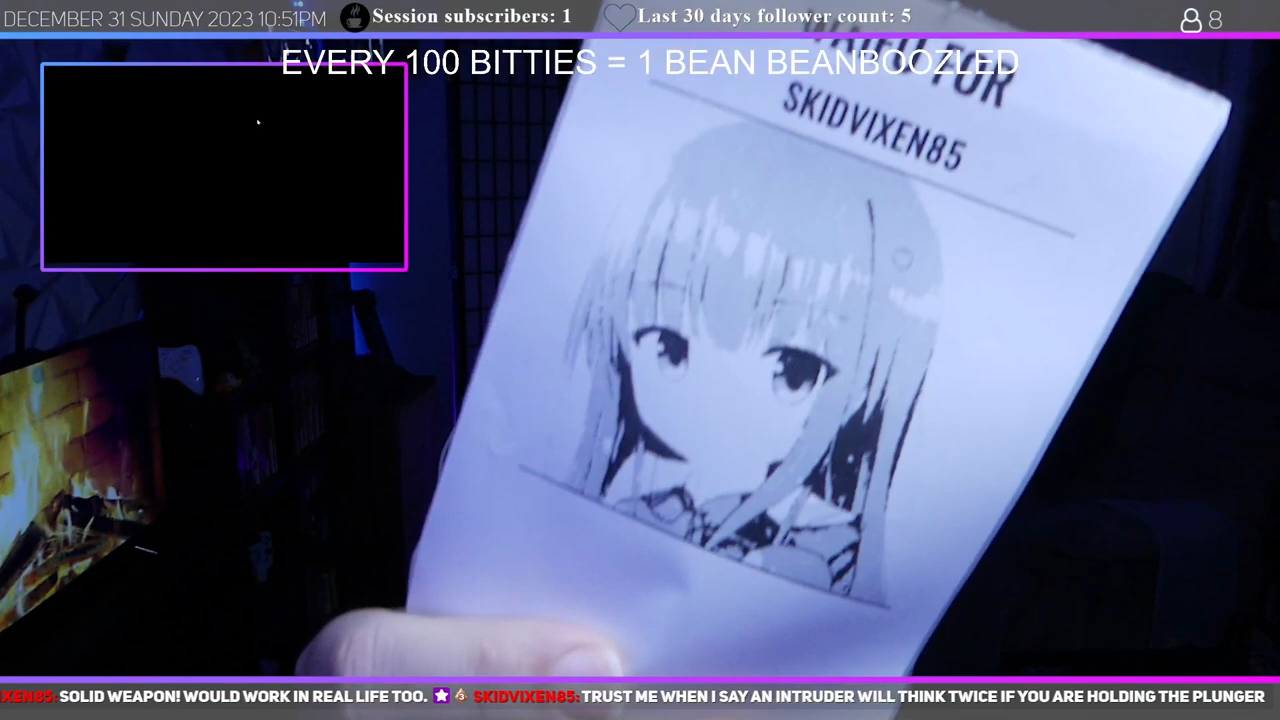 DECEMBER 31 SUNDAY 2023 10:51PM
Session subscribers: 1
Last 30 days follower count: 5
8
EVERY 100 BITTIES = 1 BEAN BEANBOOZLED
FOR
SKIDVIXEN85
XEN85: SOLID WEAPON! WOULD WORK IN REAL LIFE TOO. SKIDVIXEN85: TRUST ME WHEN I SAY AN INTRUDER WILL THINK TWICE IF YOU ARE HOLDING THE PLUNGER